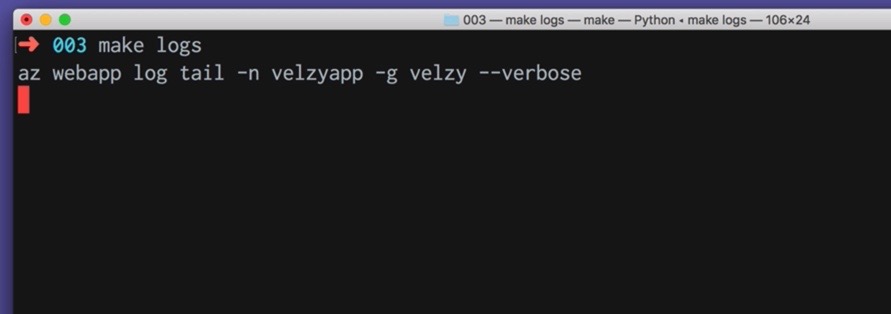 003 — make logs — make — Python ◂ make logs — 106×24
➜ 003 make logs
az webapp log tail -n velzyapp -g velzy --verbose